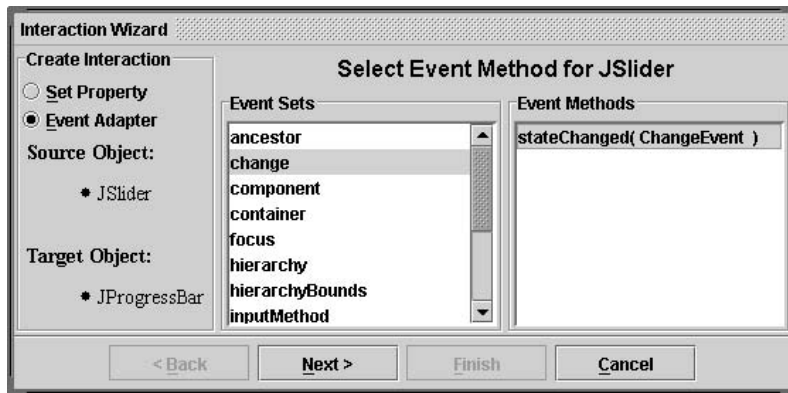 Interaction Wizard
Create Interaction
Set Property
Event Adapter
Source Object:
JSlider
Target Object:
JProgressBar
Select Event Method for JSlider
Event Sets
ancestor
change
component
container
focus
hierarchy
hierarchyBounds
inputMethod
Event Methods
stateChanged( ChangeEvent )
< Back
Next >
Finish
Cancel